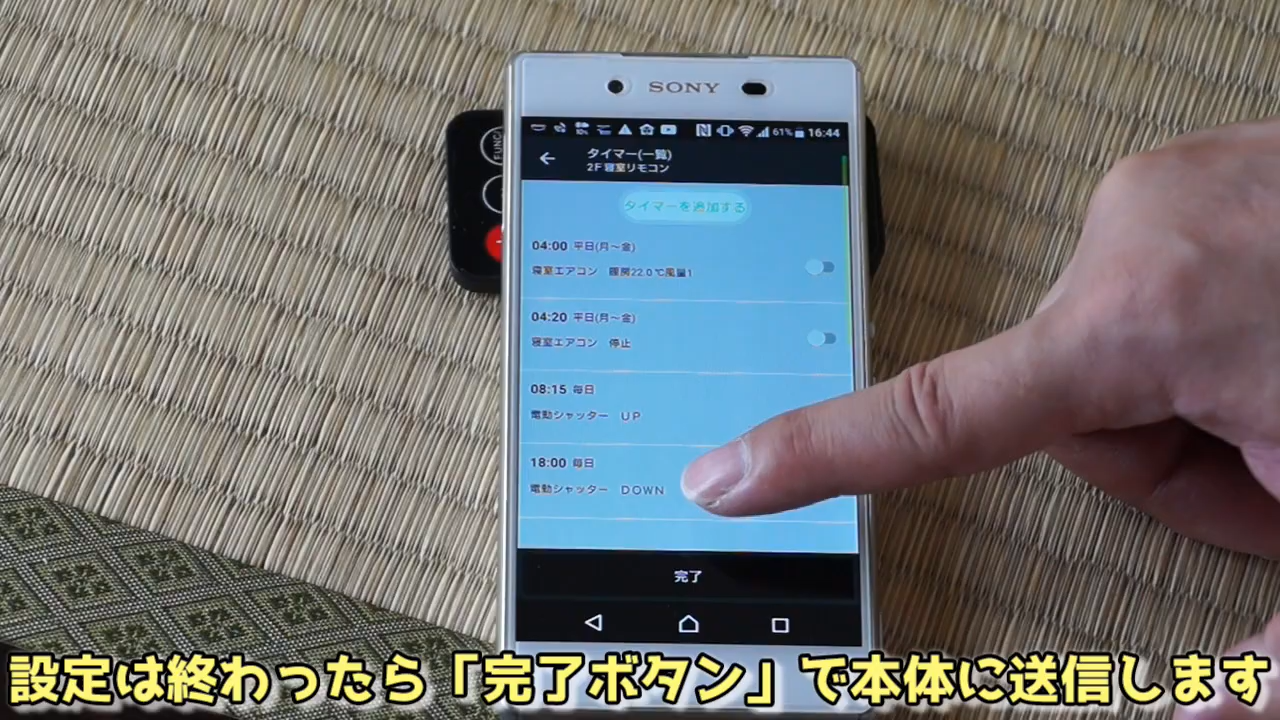 SONY
FUNC
61% 16:44
タイマー(一覧)
2F寝室リモコン
タイマーを追加する
04:00 平日(月～金)
寝室エアコン 暖房22.0℃風量1
04:20 平日(月～金)
寝室エアコン 停止
08:15 毎日
電動シャッター UP
18:00 毎日
電動シャッター DOWN
完了
設定は終わったら「完了ボタン」で本体に送信します